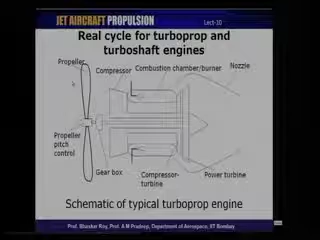 JET AIRCRAFT PROPULSION
Lect-10
Real cycle for turboprop and
turboshaft engines
Propeller
Compressor
Combustion chamber/burner
Nozzle
Propeller
pitch
control
Gear box
Compressor-
turbine
Power turbine
Schematic of typical turboprop engine
Prof. Bhaskar Roy, Prof. A M Pradeep, Department of Aerospace, IIT Bombay